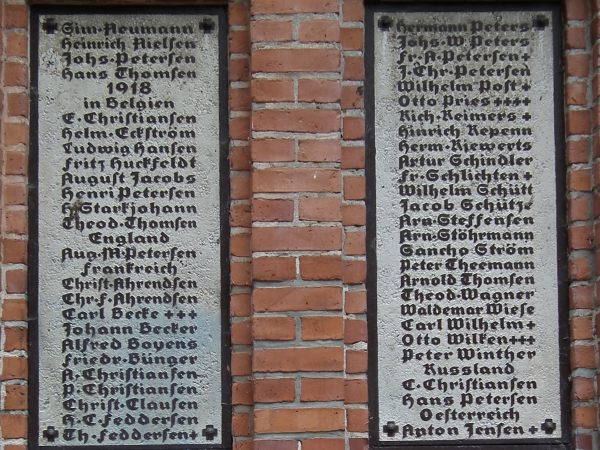 Sim·Neumann
Heinrich Nielsen
Johs·Petersen
Hans Thomsen
1918
in Belgien
E·Christiansen
Helm·Eckström
Ludwig Hansen
Fritz Huckfeldt
August Jacobs
Henri Petersen
H·Starkjohann
Theod·Thomsen
England
Aug·M·Petersen
Frankreich
Christ·Ahrendsen
Chr·F·Ahrendsen
Carl Becke +++
Johann Becker
Alfred Boyens
Friedr·Bünger
A·Christiansen
P·Christiansen
Christ·Clausen
H·C·Feddersen
Th·Feddersen+
Hermann Peters
Johs·W·Peters
Fr·A·Petersen+
J·Chr·Petersen
Wilhelm Post+
Otto Pries++++
Rich·Reimers+
Hinrich Repenn
Herm·Riewerts
Artur Schindler
Fr·Schlichten+
Wilhelm Schütt
Jacob Schütze
Arn·Steffensen
Arn·Störhmann
Sancho Ström
Peter Theemann
Arnold Thomsen
Theod·Wagner
Waldemar Wiese
Carl Wilhelm+
Otto Wilken+++
Peter Winther
Russland
C·Christiansen
Hans Petersen
Oesterreich
Anton Jensen +